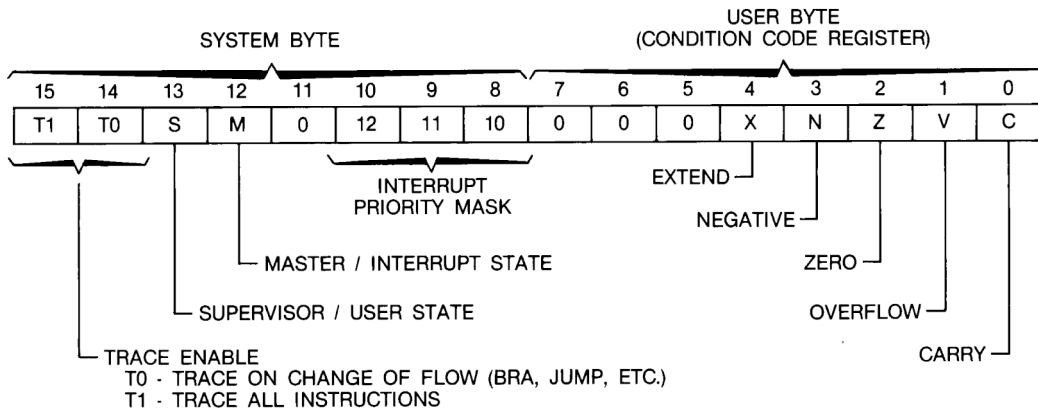 USER BYTE
SYSTEM BYTE (CONDITION CODE REGISTER)
15 14 13 12 11 10 9 8 7 6 5 4 3 2 1 0
T1 T0 S M 0 12 11 10 0 0 0 X N Z V C
INTERRUPT
PRIORITY MASK
EXTEND
NEGATIVE
MASTER / INTERRUPT STATE
ZERO
SUPERVISOR / USER STATE
OVERFLOW
TRACE ENABLE
CARRY
T0 - TRACE ON CHANGE OF FLOW (BRA, JUMP, ETC.)
T1 - TRACE ALL INSTRUCTIONS